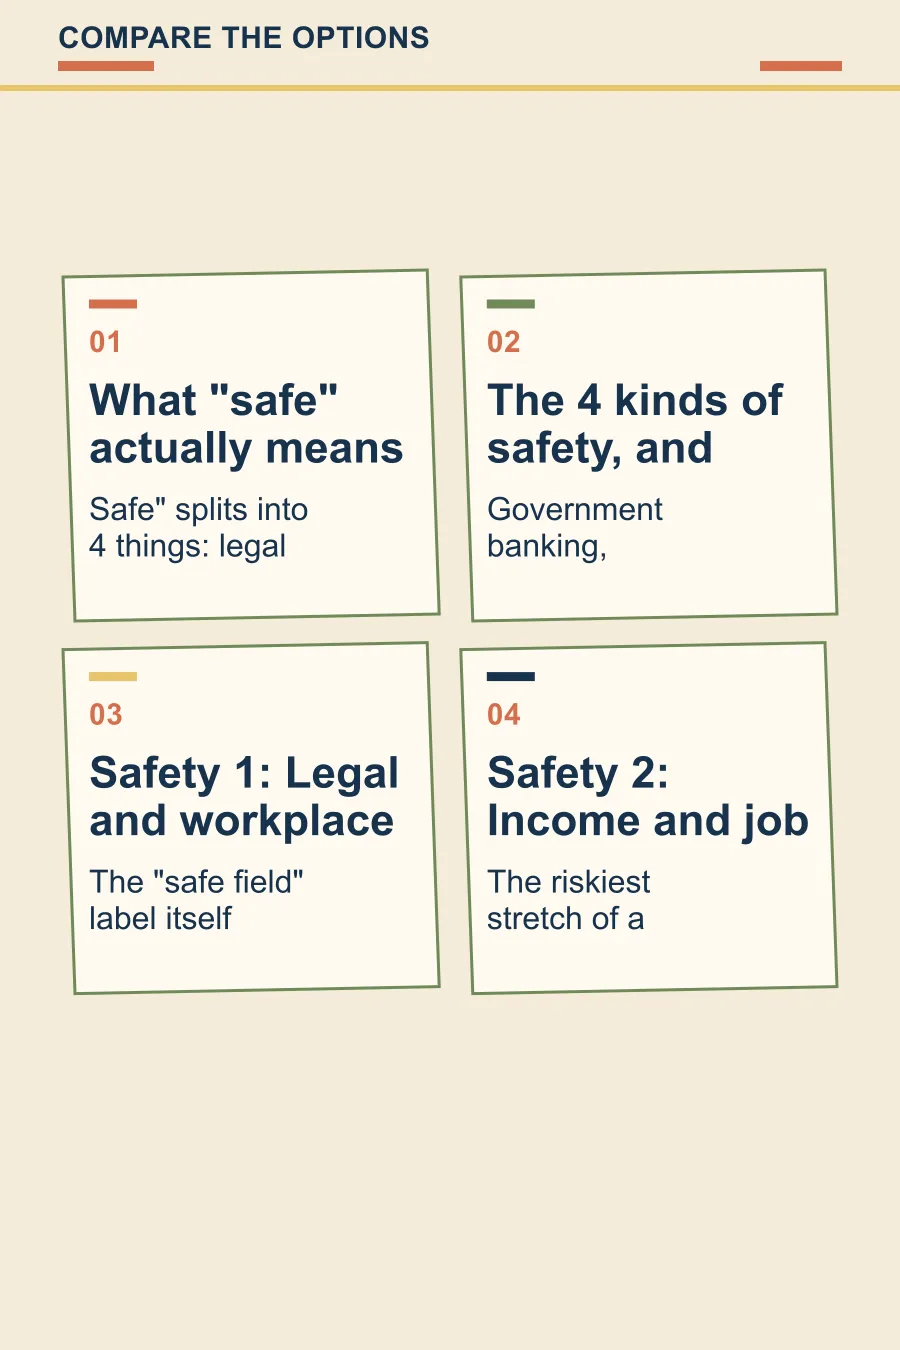 COMPARE THE OPTIONS
01
What "safe"
actually means
Safe" splits into
4 things: legal
02
The 4 kinds of
safety, and
Government
banking,
03
Safety 1: Legal
and workplace
The "safe field"
label itself
04
Safety 2:
Income and job
The riskiest
stretch of a